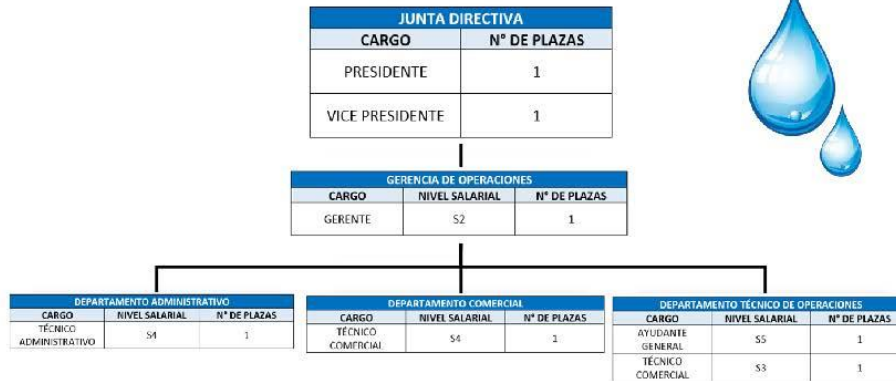 JUNTA DIRECTIVA
CARGO N° DE PLAZAS
PRESIDENTE 1
VICE PRESIDENTE 1
GERENCIA DE OPERACIONES
CARGO NIVEL SALARIAL N° DE PLAZAS
GERENTE S2 1
DEPARTAMENTO ADMINISTRATIVO
CARGO NIVEL SALARIAL N° DE PLAZAS
TÉCNICO
ADMINISTRATIVO S4 1
DEPARTAMENTO COMERCIAL
CARGO NIVEL SALARIAL N° DE PLAZAS
TÉCNICO
COMERCIAL S4 1
DEPARTAMENTO TÉCNICO DE OPERACIONES
CARGO NIVEL SALARIAL N° DE PLAZAS
AYUDANTE
GENERAL S5 1
TÉCNICO
COMERCIAL S3 1